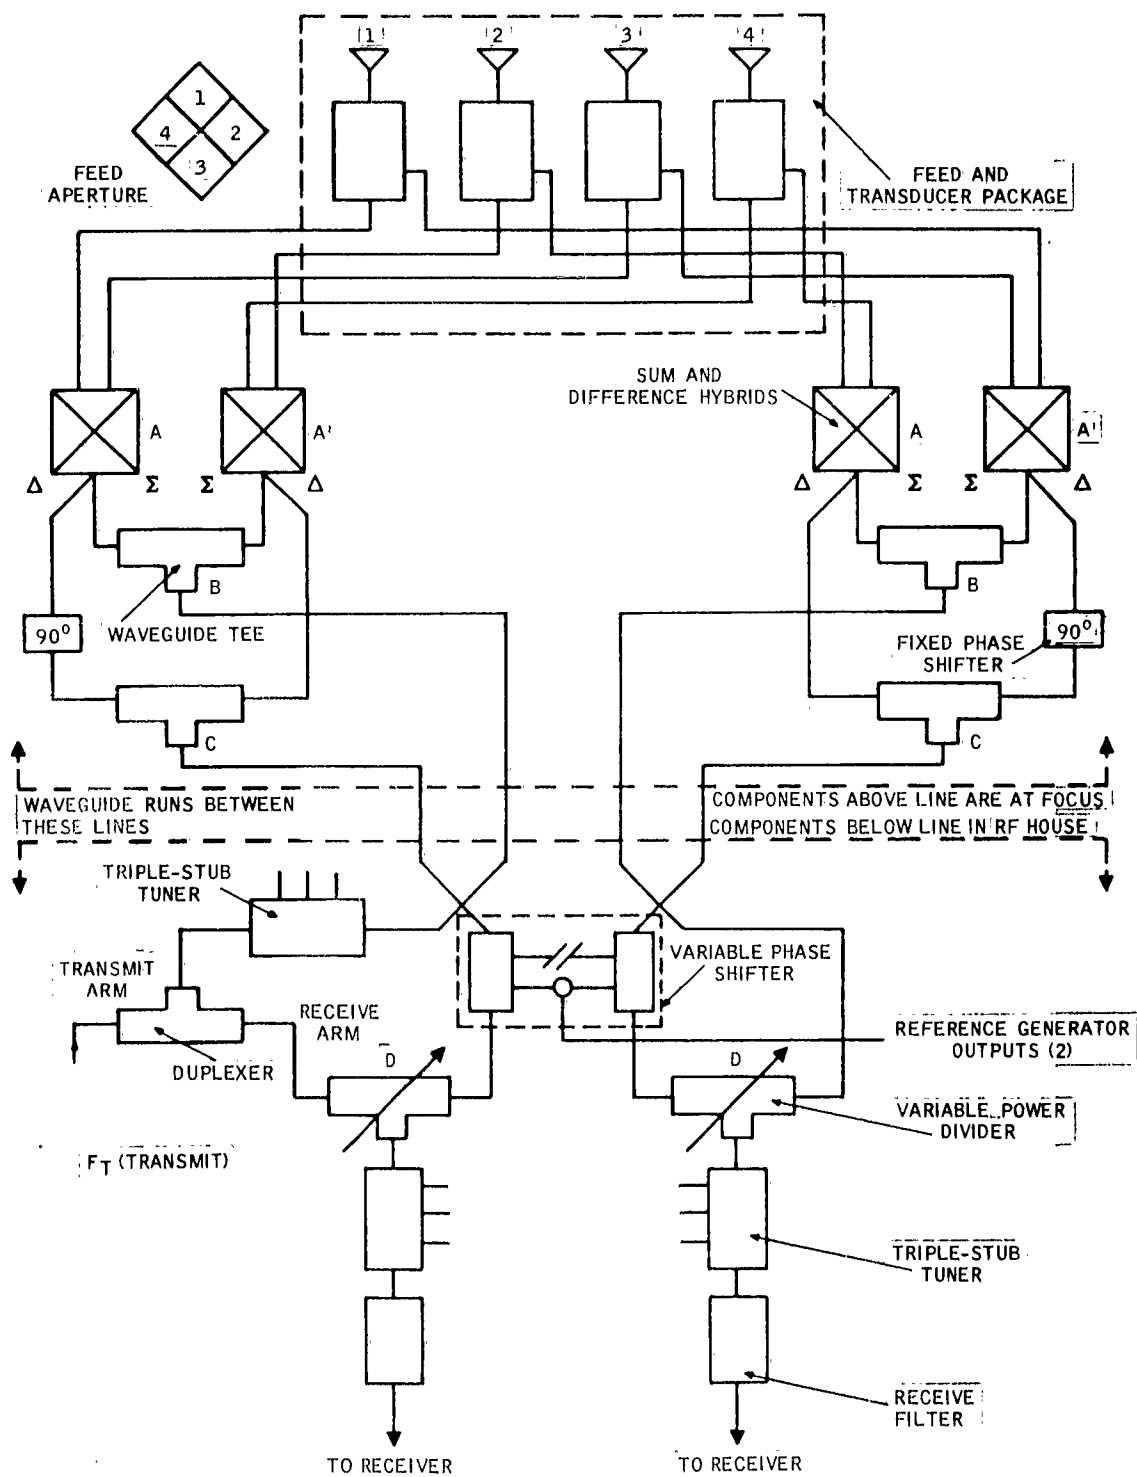 1 2 3 4
1
4 2
3
FEED
APERTURE
FEED AND
TRANSDUCER PACKAGE
SUM AND
DIFFERENCE HYBRIDS
A A' A A'
Δ Σ Σ Δ Δ Σ Σ Δ
B B
WAVEGUIDE TEE
90° 90°
FIXED PHASE
SHIFTER
C C
WAVEGUIDE RUNS BETWEEN
THESE LINES
COMPONENTS ABOVE LINE ARE AT FOCUS
COMPONENTS BELOW LINE IN RF HOUSE
TRIPLE-STUB
TUNER
VARIABLE PHASE
SHIFTER
TRANSMIT
ARM
RECEIVE
ARM
DUPLEXER
REFERENCE GENERATOR
OUTPUTS (2)
D D
VARIABLE POWER
DIVIDER
FT (TRANSMIT)
TRIPLE-STUB
TUNER
RECEIVE
FILTER
TO RECEIVER TO RECEIVER